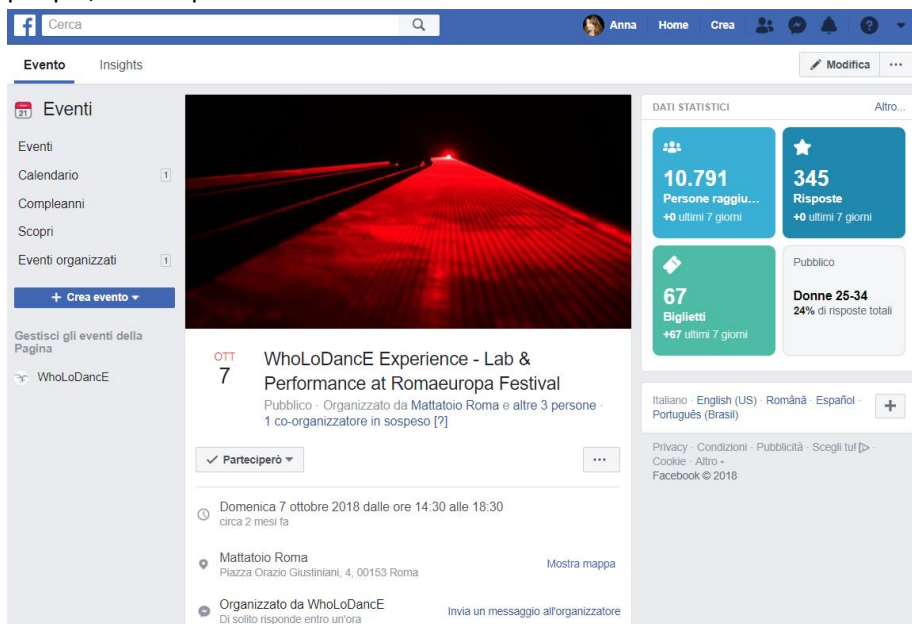 Cerca
Anna Home Crea
Evento Insights
Modifica
21 Eventi
Eventi
Calendario 1
Compleanni
Scopri
Eventi organizzati 1
+ Crea evento
Gestisci gli eventi della
Pagina
WhoLoDancE
OTT
7
WhoLoDancE Experience - Lab &
Performance at Romaeuropa Festival
Pubblico · Organizzato da Mattatoio Roma e altre 3 persone ·
1 co-organizzatore in sospeso [?]
✓ Parteciperò
Domenica 7 ottobre 2018 dalle ore 14:30 alle 18:30
circa 2 mesi fa
Mattatoio Roma
Piazza Orazio Giustiniani, 4, 00153 Roma
Mostra mappa
Organizzato da WhoLoDancE
Di solito risponde entro un'ora
Invia un messaggio all'organizzatore
DATI STATISTICI Altro...
10.791
Persone raggiu...
+0 ultimi 7 giorni
345
Risposte
+0 ultimi 7 giorni
67
Biglietti
+67 ultimi 7 giorni
Pubblico
Donne 25-34
24% di risposte totali
Italiano · English (US) · Română · Español ·
Português (Brasil)
Privacy · Condizioni · Pubblicità · Scegli tu!
Cookie · Altro
Facebook © 2018